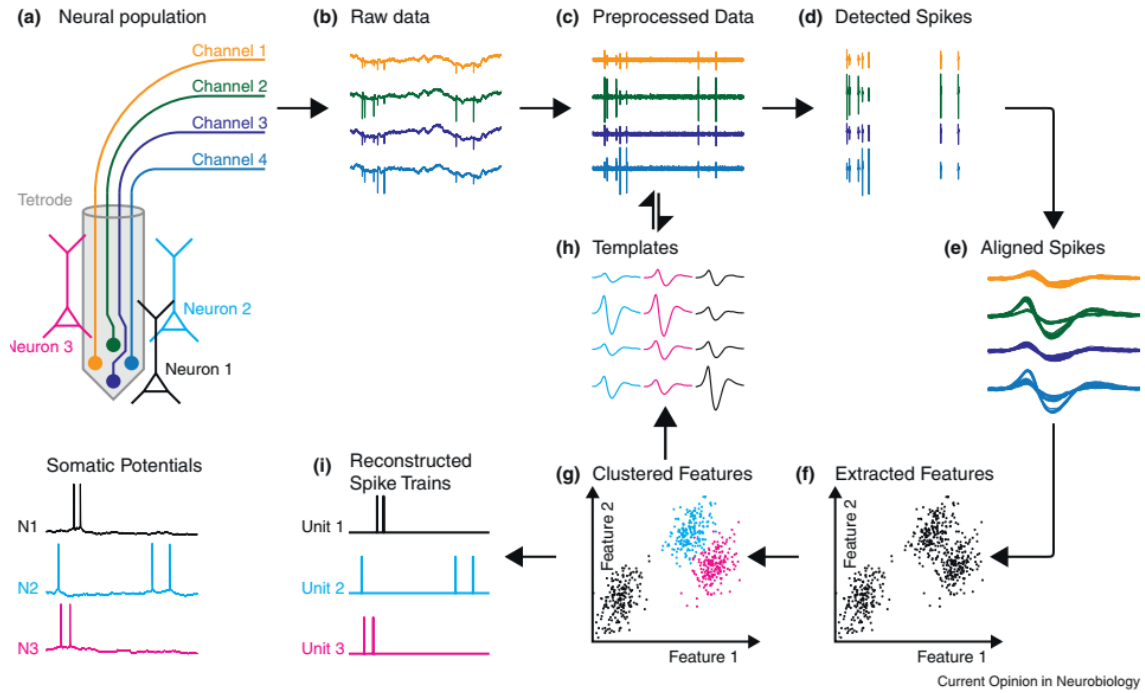 (a) Neural population
(b) Raw data
(c) Preprocessed Data
(d) Detected Spikes
Channel 1
Channel 2
Channel 3
Channel 4
Tetrode
Neuron 2
Neuron 3
Neuron 1
(h) Templates
(e) Aligned Spikes
Somatic Potentials
N1
N2
N3
(i) Reconstructed
Spike Trains
Unit 1
Unit 2
Unit 3
(g) Clustered Features
Feature 2
Feature 1
(f) Extracted Features
Feature 2
Feature 1
Current Opinion in Neurobiology